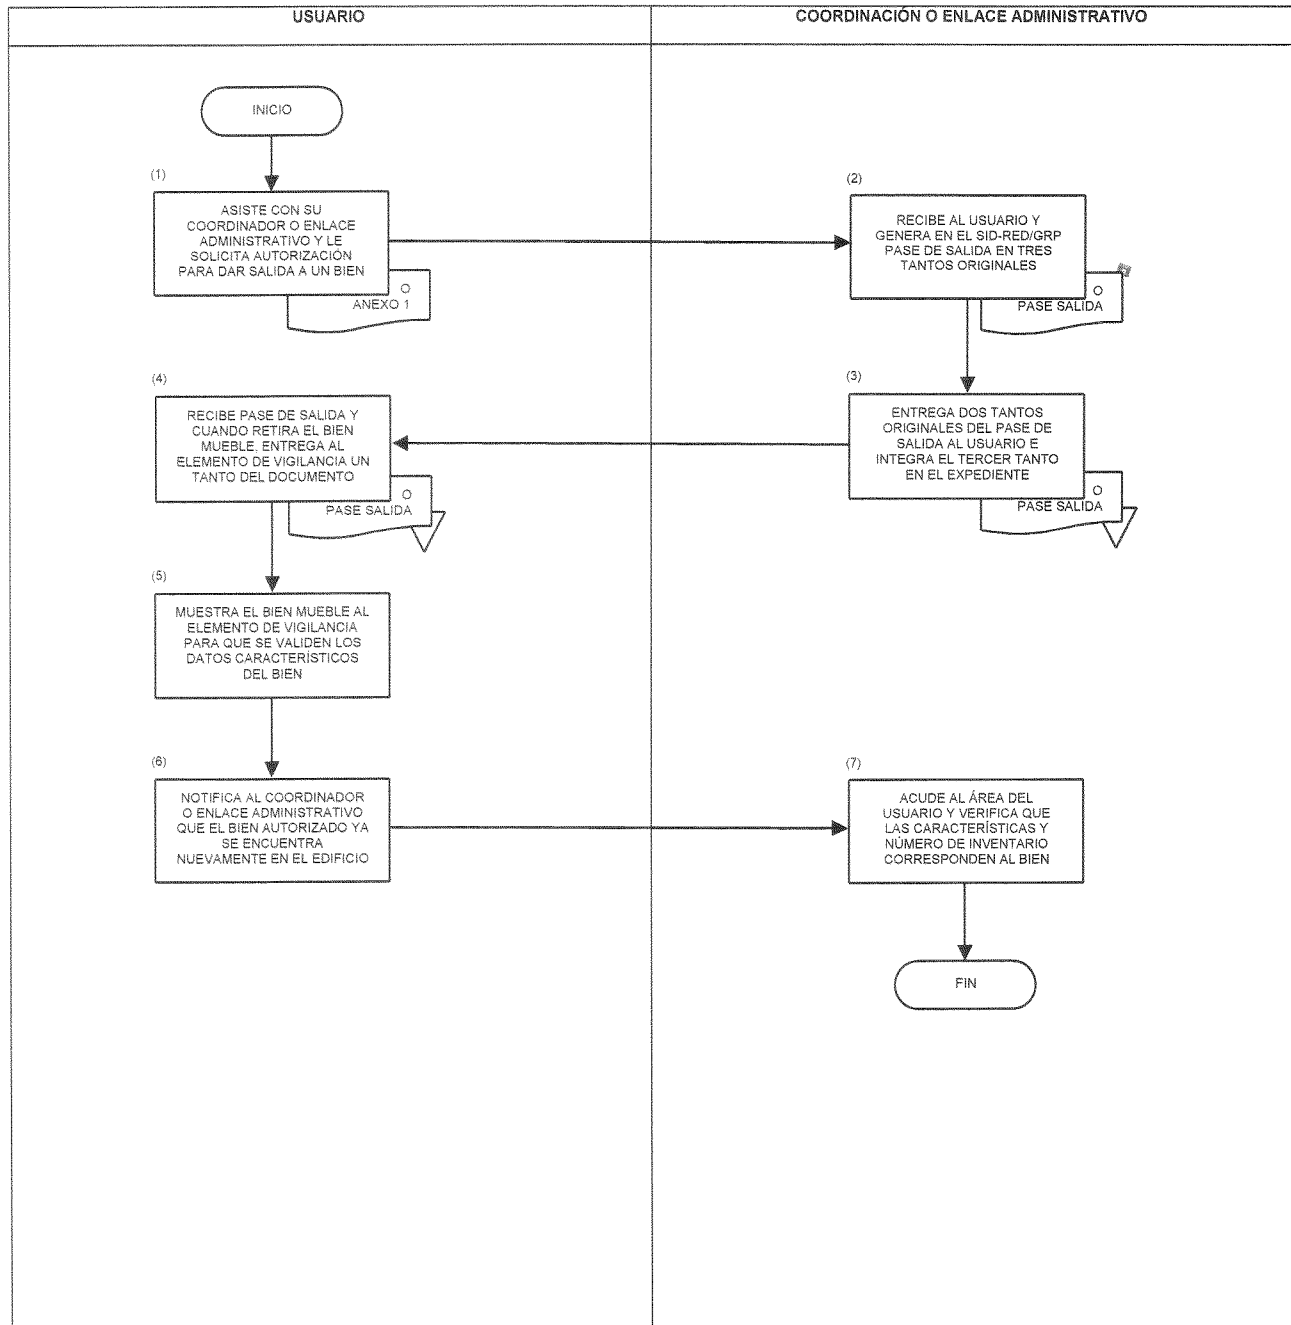 USUARIO
COORDINACIÓN O ENLACE ADMINISTRATIVO
INICIO
(1)
ASISTE CON SU
COORDINADOR O ENLACE
ADMINISTRATIVO Y LE
SOLICITA AUTORIZACIÓN
PARA DAR SALIDA A UN BIEN
O
ANEXO 1
(2)
RECIBE AL USUARIO Y
GENERA EN EL SID-RED/GRP
PASE DE SALIDA EN TRES
TANTOS ORIGINALES
O
PASE SALIDA
(3)
ENTREGA DOS TANTOS
ORIGINALES DEL PASE DE
SALIDA AL USUARIO E
INTEGRA EL TERCER TANTO
EN EL EXPEDIENTE
O
PASE SALIDA
(4)
RECIBE PASE DE SALIDA Y
CUANDO RETIRA EL BIEN
MUEBLE, ENTREGA AL
ELEMENTO DE VIGILANCIA UN
TANTO DEL DOCUMENTO
O
PASE SALIDA
(5)
MUESTRA EL BIEN MUEBLE AL
ELEMENTO DE VIGILANCIA
PARA QUE SE VALIDEN LOS
DATOS CARACTERÍSTICOS
DEL BIEN
(6)
NOTIFICA AL COORDINADOR
O ENLACE ADMINISTRATIVO
QUE EL BIEN AUTORIZADO YA
SE ENCUENTRA
NUEVAMENTE EN EL EDIFICIO
(7)
ACUDE AL ÁREA DEL
USUARIO Y VERIFICA QUE
LAS CARACTERÍSTICAS Y
NÚMERO DE INVENTARIO
CORRESPONDEN AL BIEN
FIN